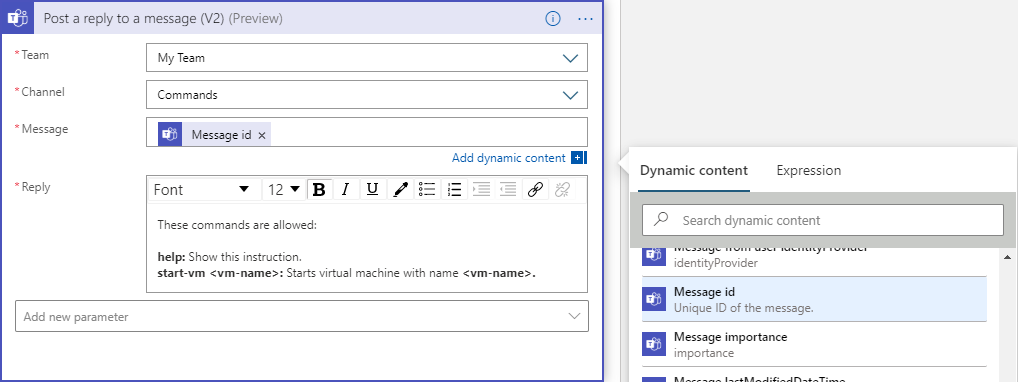 Post a reply to a message (V2) (Preview)
* Team
My Team
* Channel
Commands
* Message
Message id ×
Add dynamic content
* Reply
Font 12 B I U
These commands are allowed:
help: Show this instruction.
start-vm <vm-name>: Starts virtual machine with name <vm-name>.
Add new parameter
Dynamic content Expression
Search dynamic content
Message from user identityProvider
identityProvider
Message id
Unique ID of the message.
Message importance
importance
Message lastModifiedDateTime